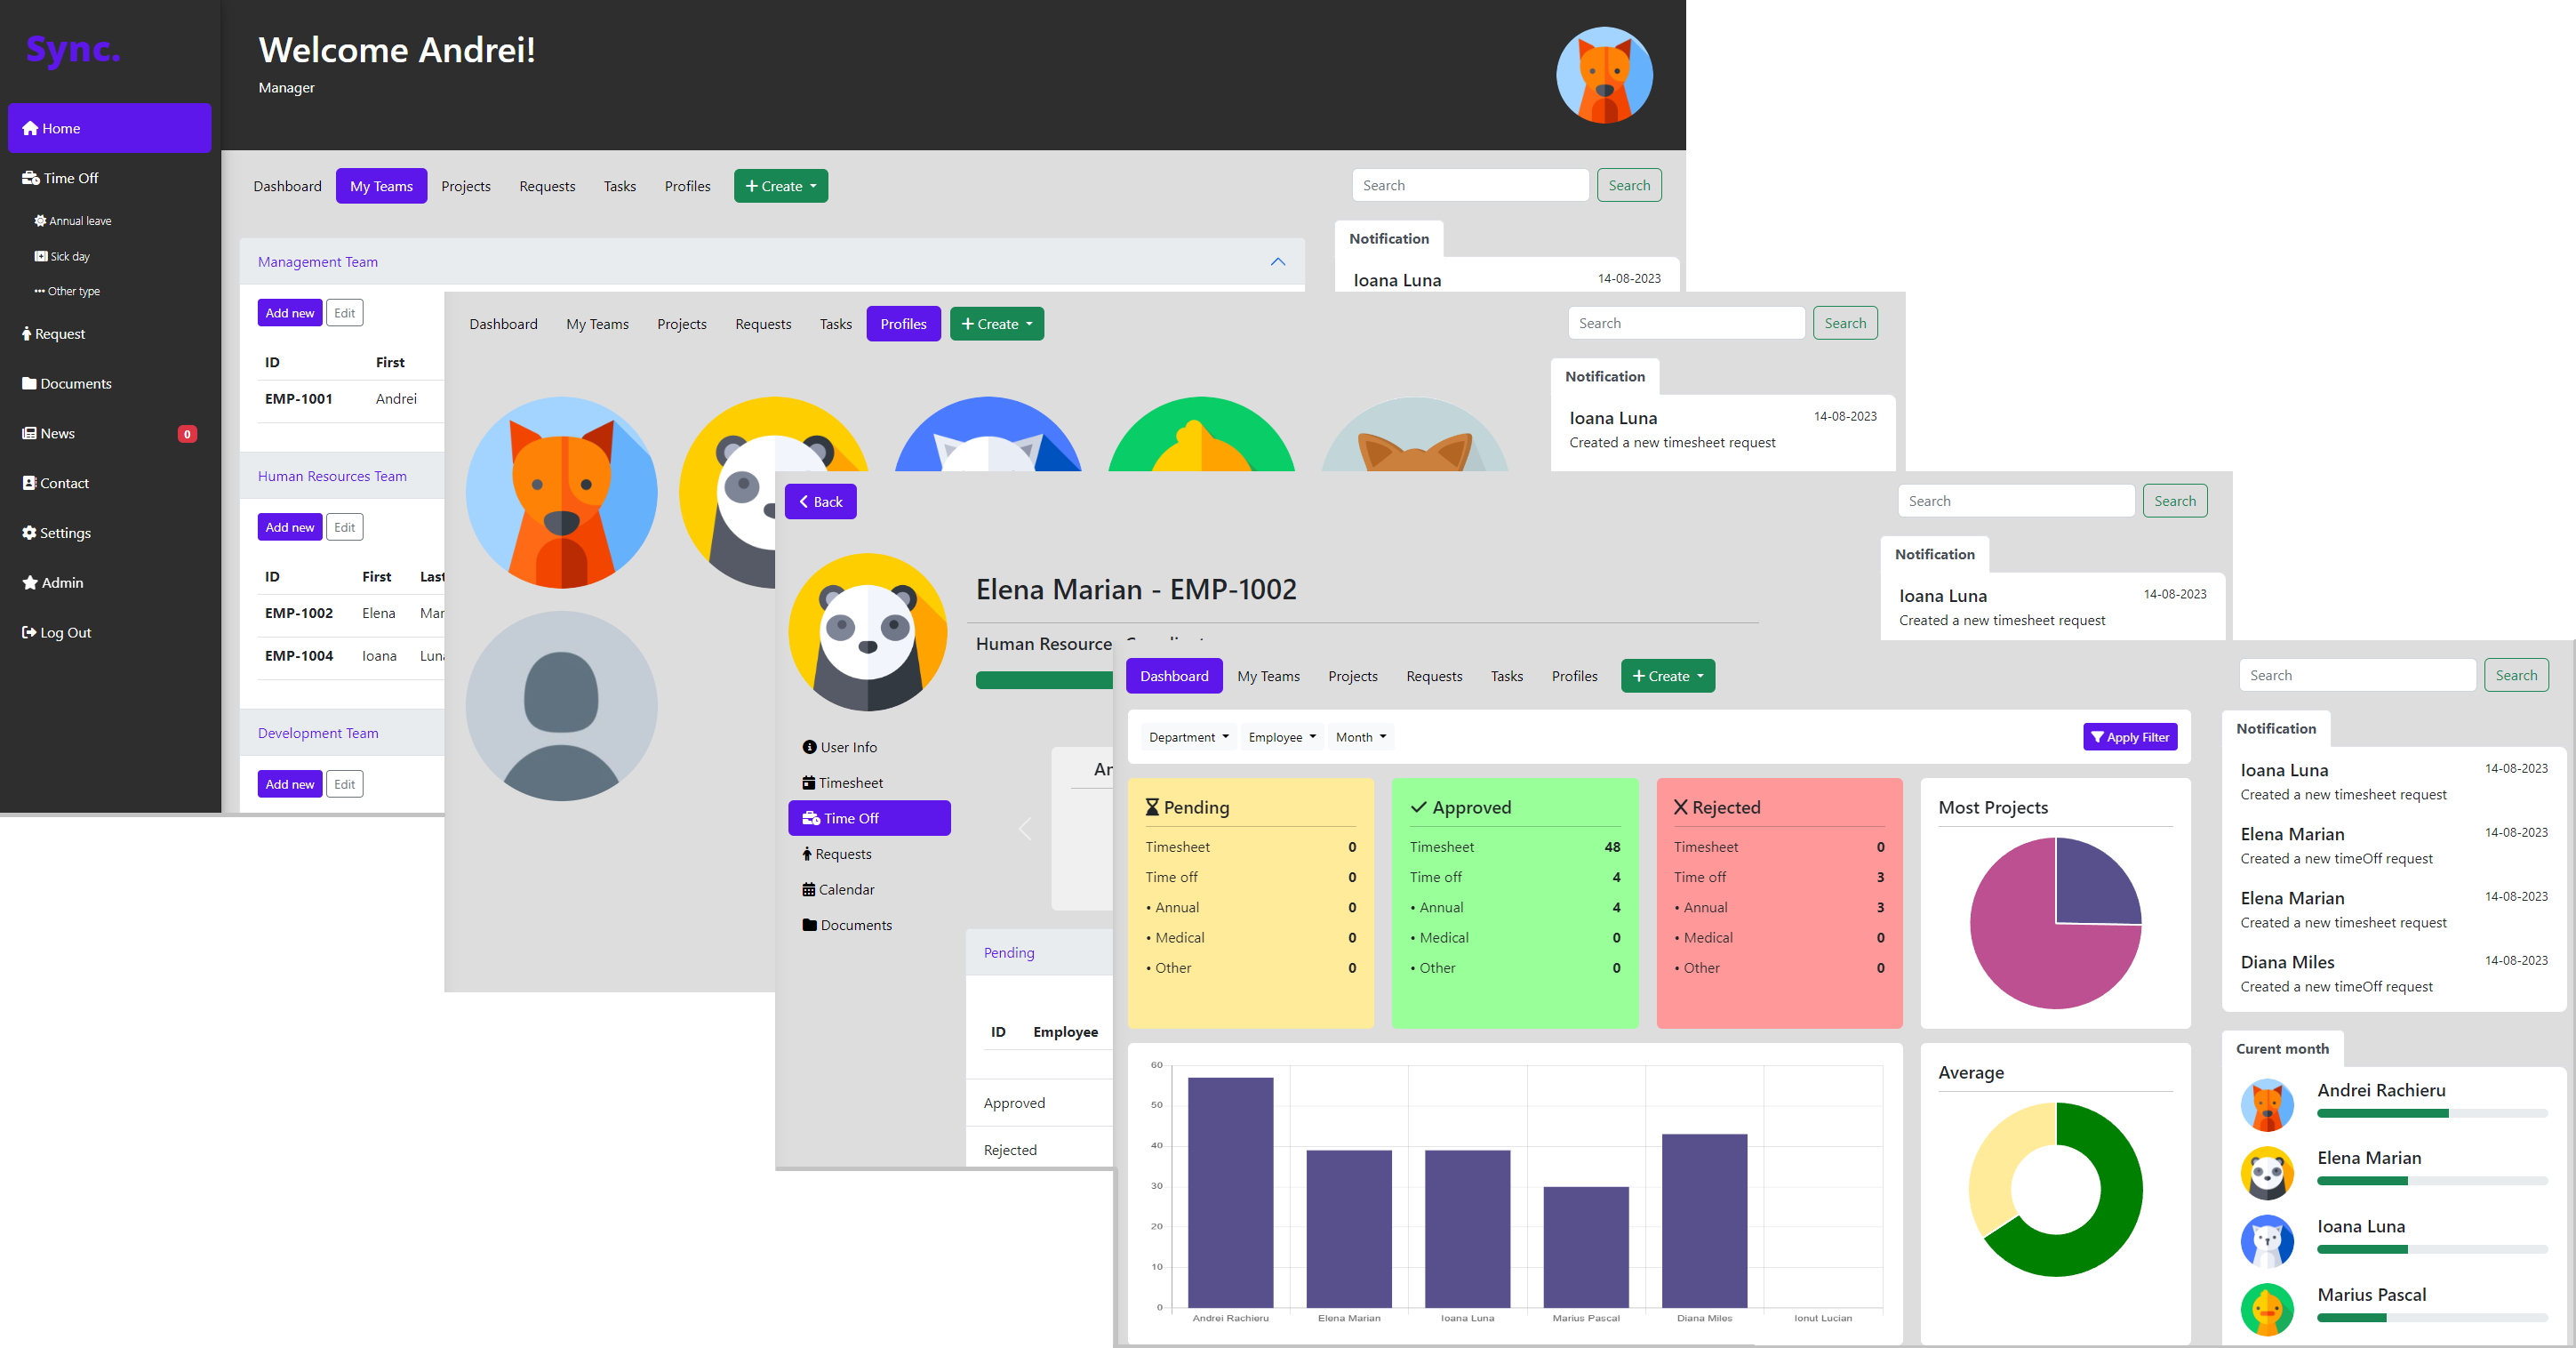 Sync.
Home
Time Off
Annual leave
Sick day
Other type
Request
Documents
News 0
Contact
Settings
Admin
Log Out
Welcome Andrei!
Manager
Dashboard My Teams Projects Requests Tasks Profiles + Create Search Search
Notification
Ioana Luna 14-08-2023
Management Team
Add new Edit
ID First
EMP-1001 Andrei
Human Resources Team
Add new Edit
ID First Last
EMP-1002 Elena
EMP-1004 Ioana
Development Team
Add new Edit
Dashboard My Teams Projects Requests Tasks Profiles + Create Search Search
Notification
Ioana Luna 14-08-2023
Created a new timesheet request
Back Search Search
Notification
Ioana Luna 14-08-2023
Created a new timesheet request
Elena Marian - EMP-1002
Human Resource
User Info
Timesheet
Time Off
Requests
Calendar
Documents
Pending
ID Employee
Approved
Rejected
Dashboard My Teams Projects Requests Tasks Profiles + Create Search Search
Department Employee Month Apply Filter
Pending
Timesheet 0
Time off 0
• Annual 0
• Medical 0
• Other 0
Approved
Timesheet 48
Time off 4
• Annual 4
• Medical 0
• Other 0
Rejected
Timesheet 0
Time off 3
• Annual 3
• Medical 0
• Other 0
Most Projects
60
50
40
30
20
10
0
Andrei Rachieru Elena Marian Ioana Luna Marius Pascal Diana Miles Ionut Lucian
Average
Notification
Ioana Luna 14-08-2023
Created a new timesheet request
Elena Marian 14-08-2023
Created a new timeOff request
Elena Marian 14-08-2023
Created a new timesheet request
Diana Miles 14-08-2023
Created a new timeOff request
Curent month
Andrei Rachieru
Elena Marian
Ioana Luna
Marius Pascal